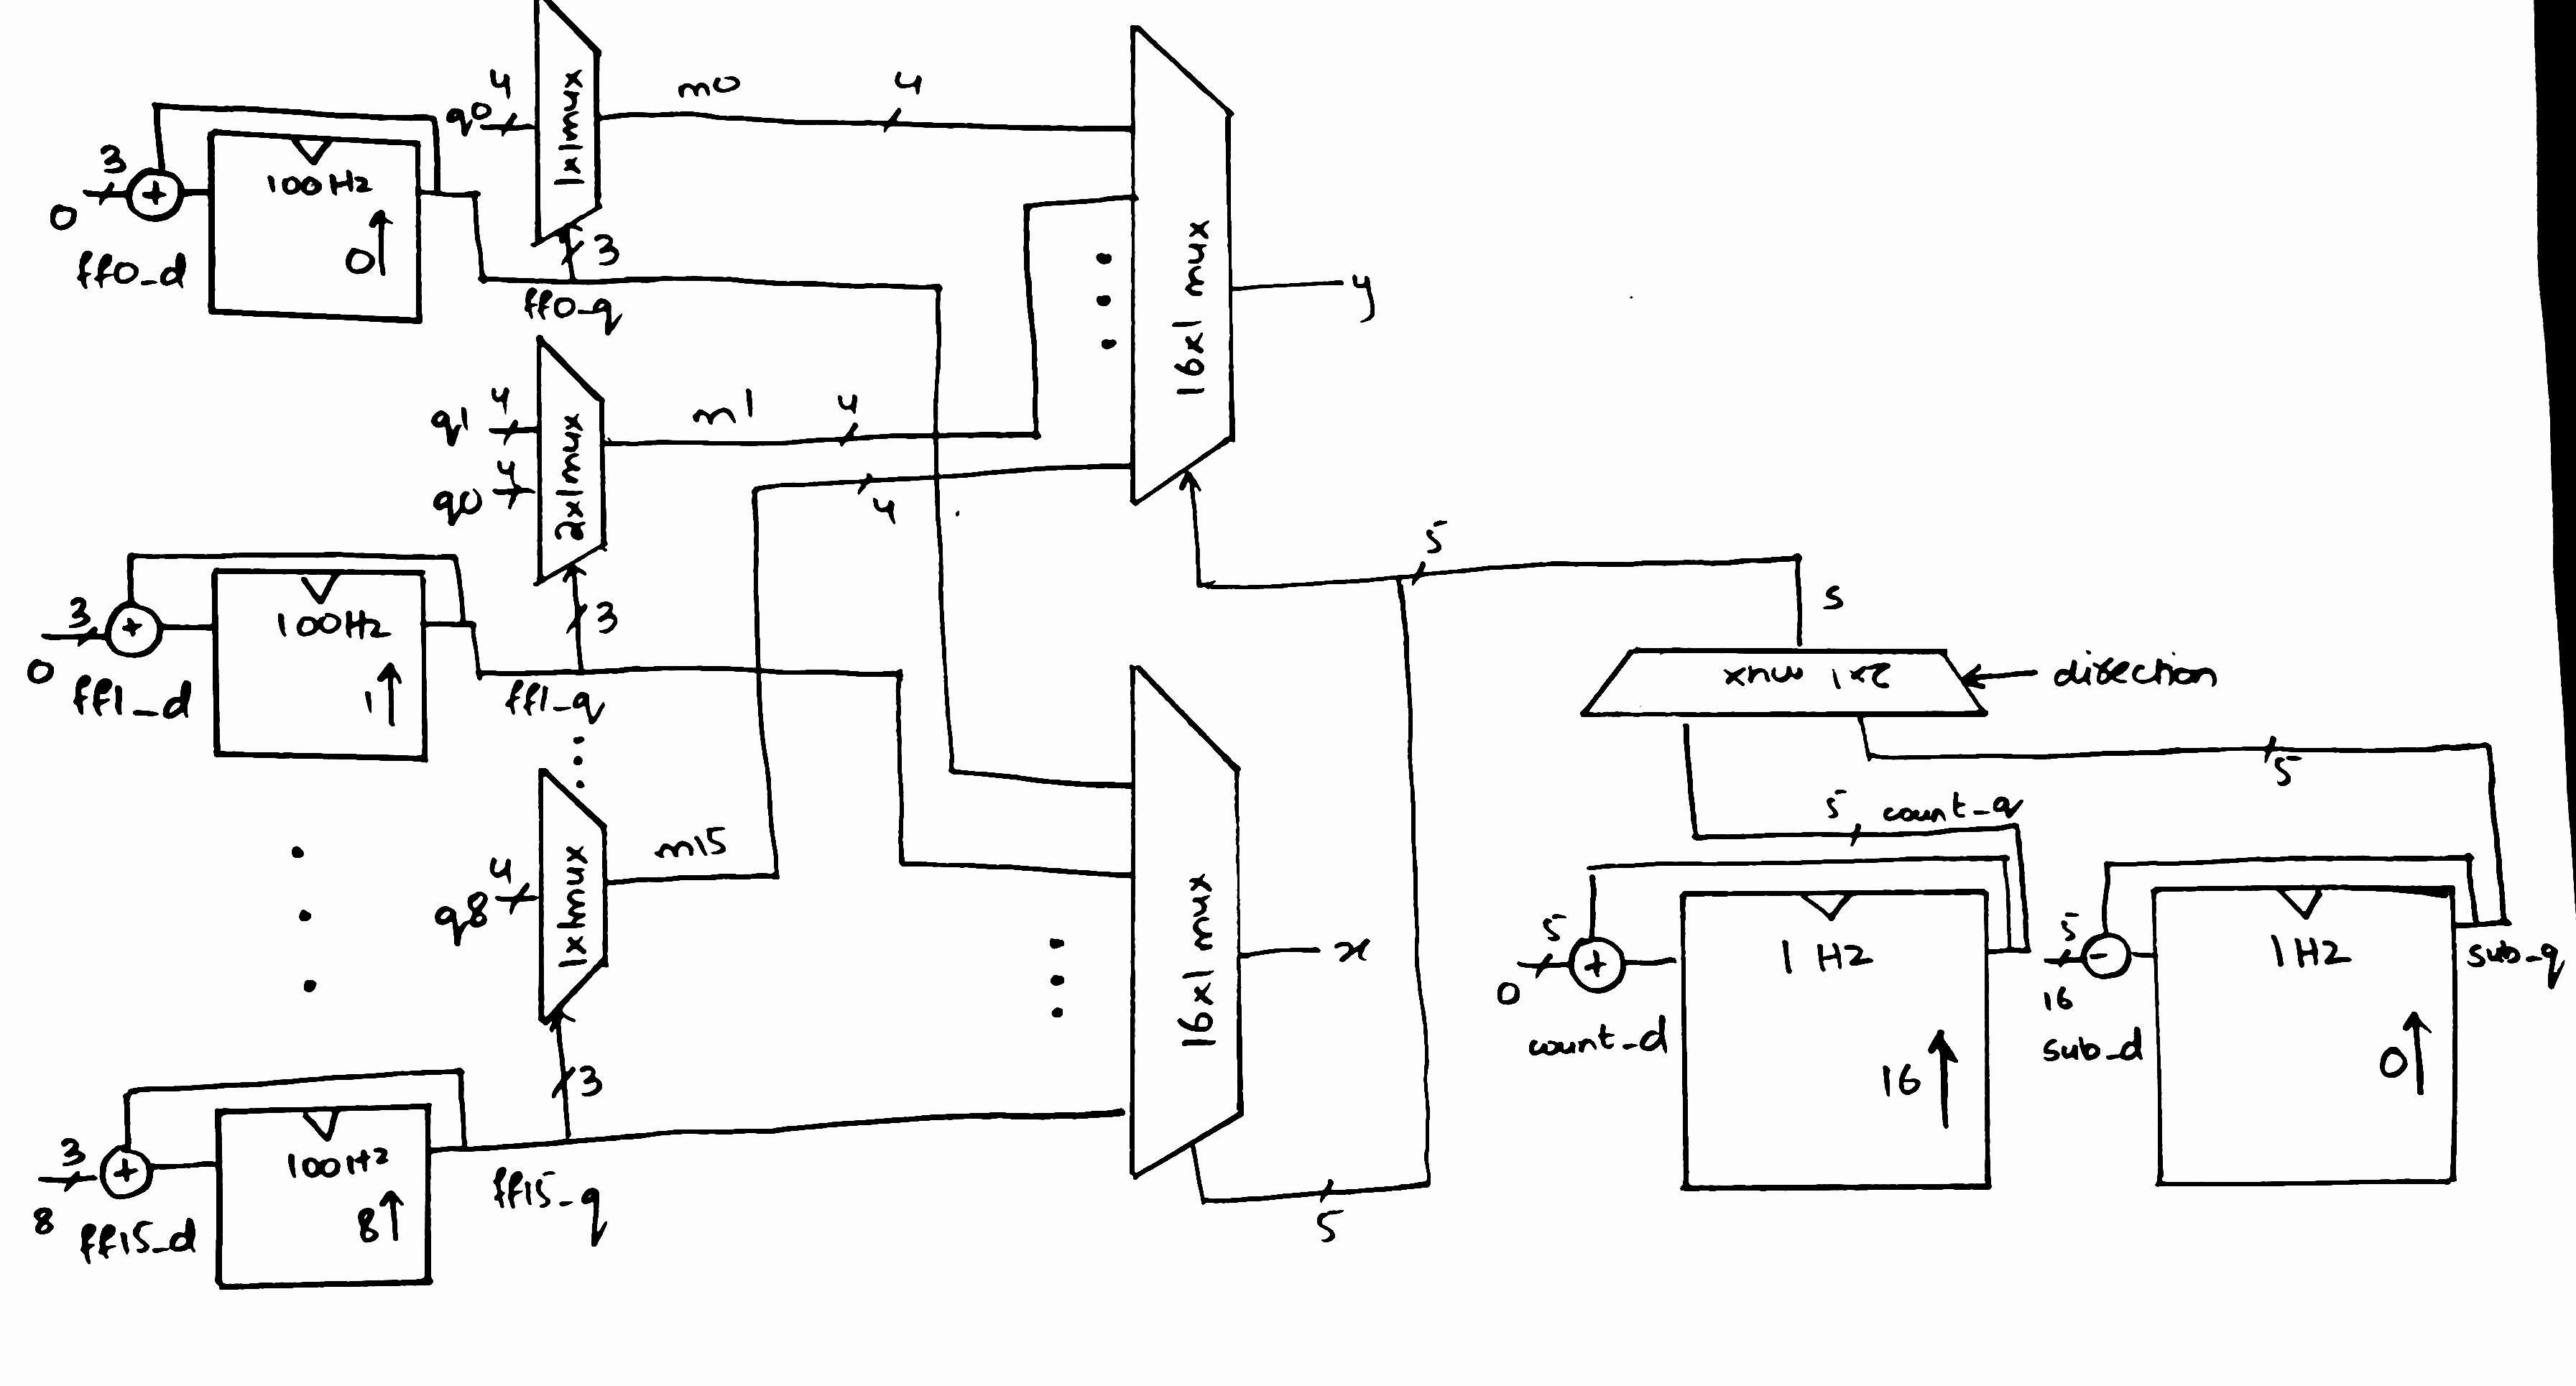 4
q0
1x1mux
m0
4
3
0
ff0_d
100Hz
0
3
ff0_q
16x1 mux
y
4
q1
4
q0
2x1mux
m1
4
4
3
0
ff1_d
100Hz
1
3
ff1_q
5
s
2x1 mux
direction
5
4
q8
1x1mux
m15
16x1 mux
x
5
count_q
5
0
count_d
1 Hz
16
5
16
sub_d
1 Hz
0
sub_q
3
8
ff15_d
100Hz
8
3
ff15_q
5